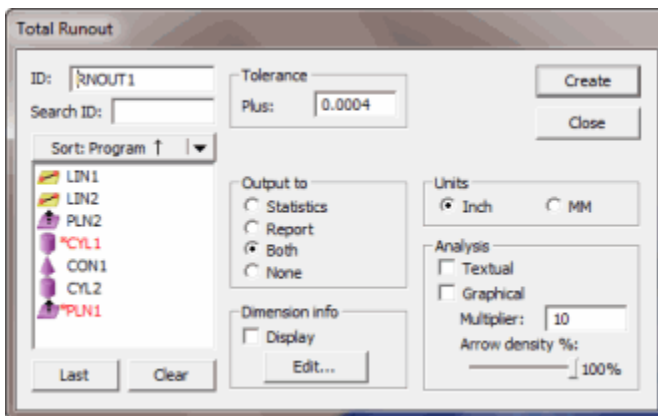 Total Runout
ID: RNOUT1
Search ID:
Sort: Program ↑
LIN1
LIN2
PLN2
*CYL1
CON1
CYL2
*PLN1
Last Clear
Tolerance
Plus: 0.0004
Output to
Statistics
Report
Both
None
Dimension info
Display
Edit...
Create
Close
Units
Inch MM
Analysis
Textual
Graphical
Multiplier: 10
Arrow density %:
100%